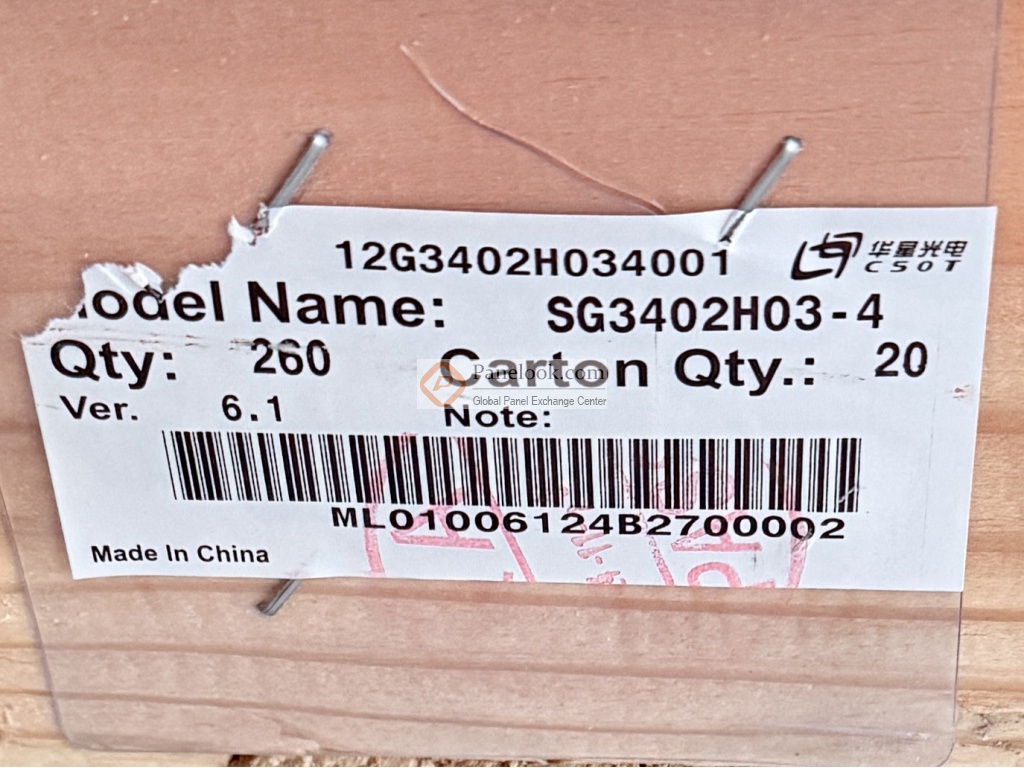 12G3402H034001
华星光电
CSOT
Model Name: SG3402H03-4
Qty: 260 Carton Qty.: 20
Panelook.com
Global Panel Exchange Center
Ver. 6.1 Note:
ML01006124B2700002
Made In China